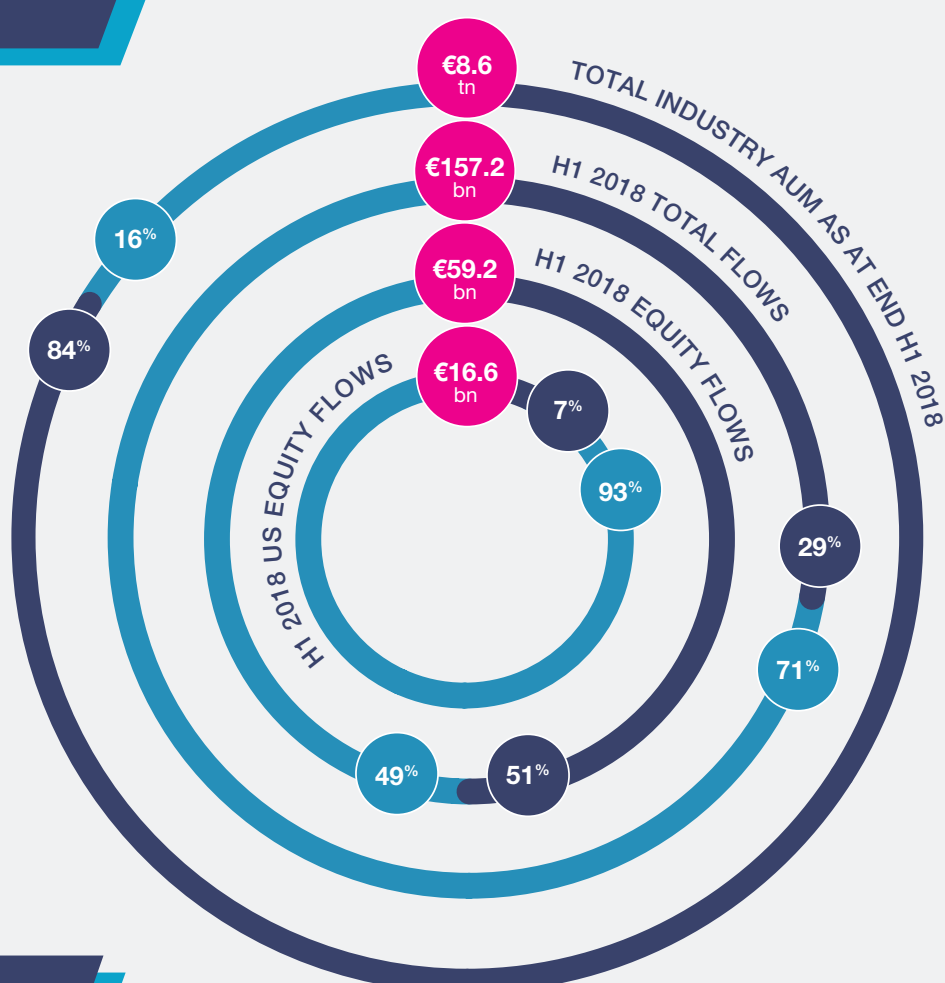 €8.6
tn
TOTAL INDUSTRY AUM AS AT END H1 2018
€157.2
bn
H1 2018 TOTAL FLOWS
16%
€59.2
bn
H1 2018 EQUITY FLOWS
84%
€16.6
bn
H1 2018 US EQUITY FLOWS
7%
93%
29%
71%
49%
51%